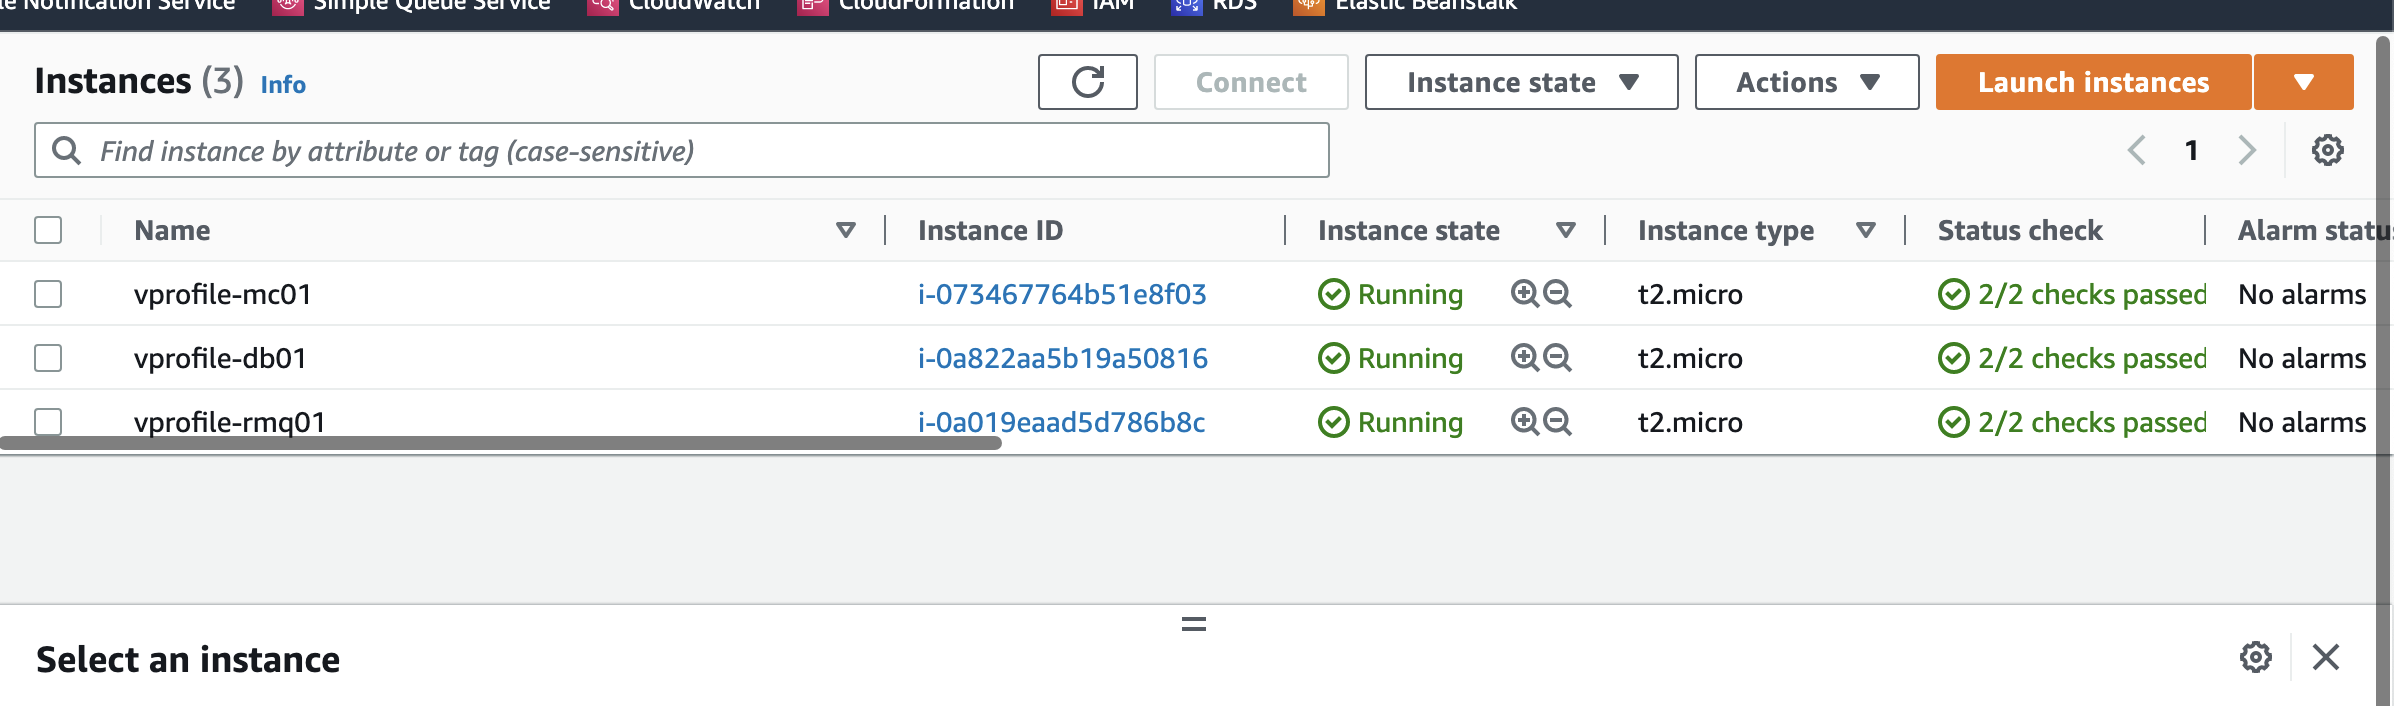 le Notification Service Simple Queue Service CloudWatch CloudFormation IAM RDS Elastic Beanstalk
Instances (3) Info Connect Instance state Actions Launch instances
Find instance by attribute or tag (case-sensitive) 1
Name Instance ID Instance state Instance type Status check Alarm status
vprofile-mc01 i-073467764b51e8f03 Running t2.micro 2/2 checks passed No alarms
vprofile-db01 i-0a822aa5b19a50816 Running t2.micro 2/2 checks passed No alarms
vprofile-rmq01 i-0a019eaad5d786b8c Running t2.micro 2/2 checks passed No alarms
Select an instance